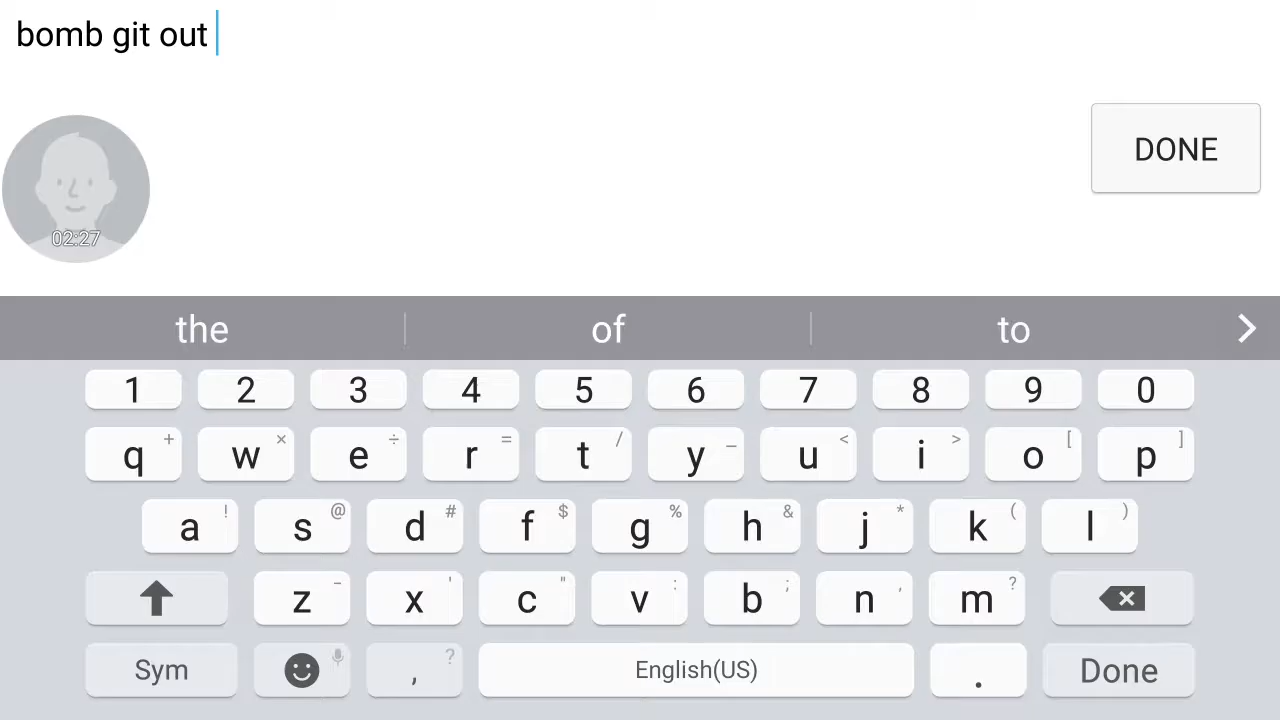 bomb git out
DONE
02:27
the of to
1 2 3 4 5 6 7 8 9 0
q + w × e ÷ r = t / y _ u < i > o [ p ]
a ! s @ d # f $ g % h & j * k ( l )
z - x ' c " v : b ; n , m ?
Sym , ? English(US) . Done